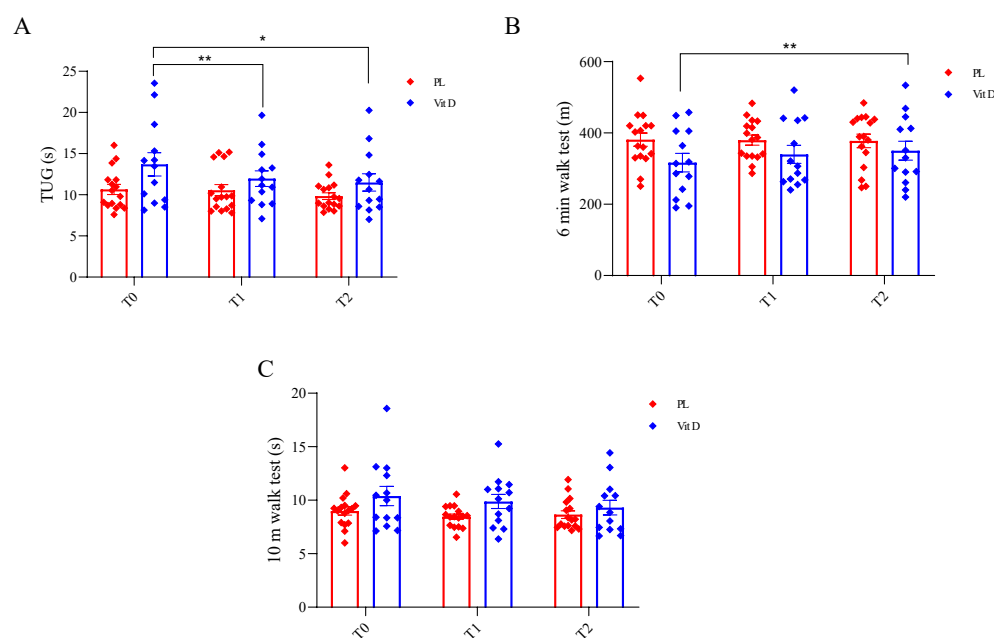 A
*
**
25
20
15
10
5
0
TUG (s)
T0
T1
T2
PL
Vit D
B
**
600
400
200
0
6 min walk test (m)
T0
T1
T2
PL
Vit D
C
20
15
10
5
0
10 m walk test (s)
T0
T1
T2
PL
Vit D